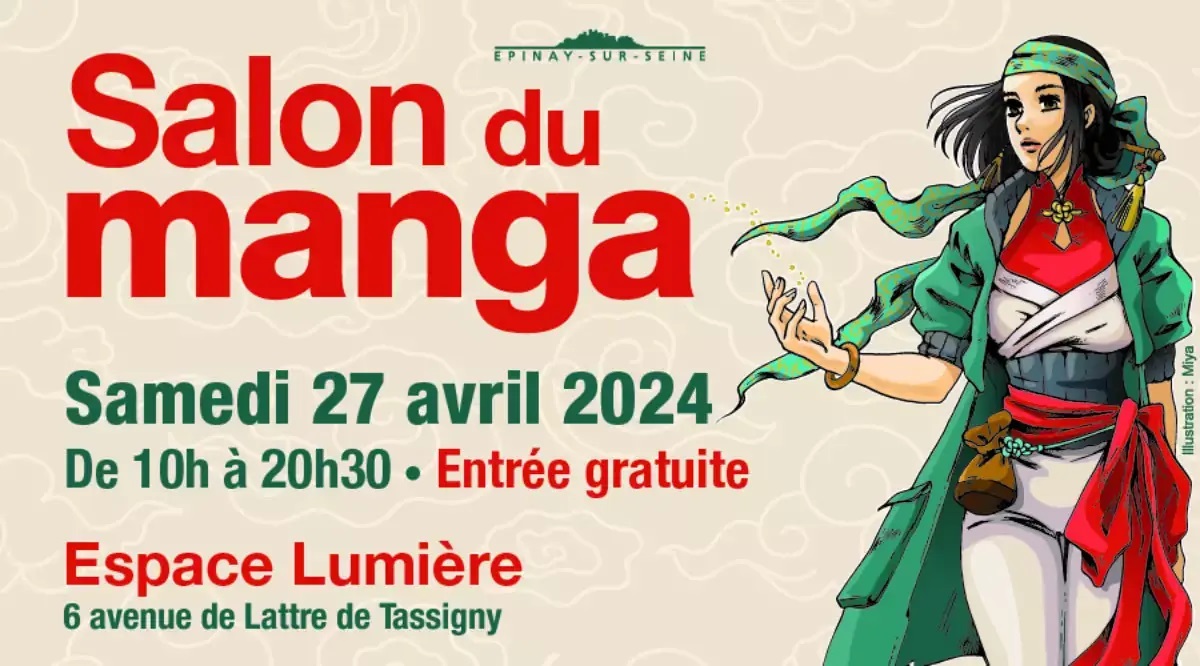 EPINAY-SUR-SEINE
Salon du
manga
Samedi 27 avril 2024
De 10h à 20h30 • Entrée gratuite
Espace Lumière
6 avenue de Lattre de Tassigny
Illustration : Miya